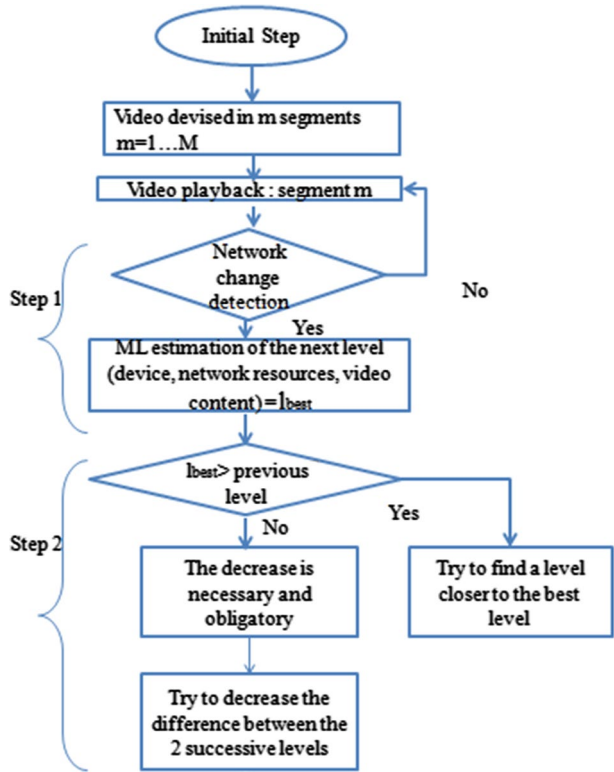 Initial Step
Video devised in m segments
m=1...M
Video playback : segment m
Network
change
detection
Step 1
No
Yes
ML estimation of the next level
(device, network resources, video
content)=lbest
lbest> previous
level
Yes
No
Step 2
The decrease is
necessary and
obligatory
Try to find a level
closer to the best
level
Try to decrease the
difference between the
2 successive levels